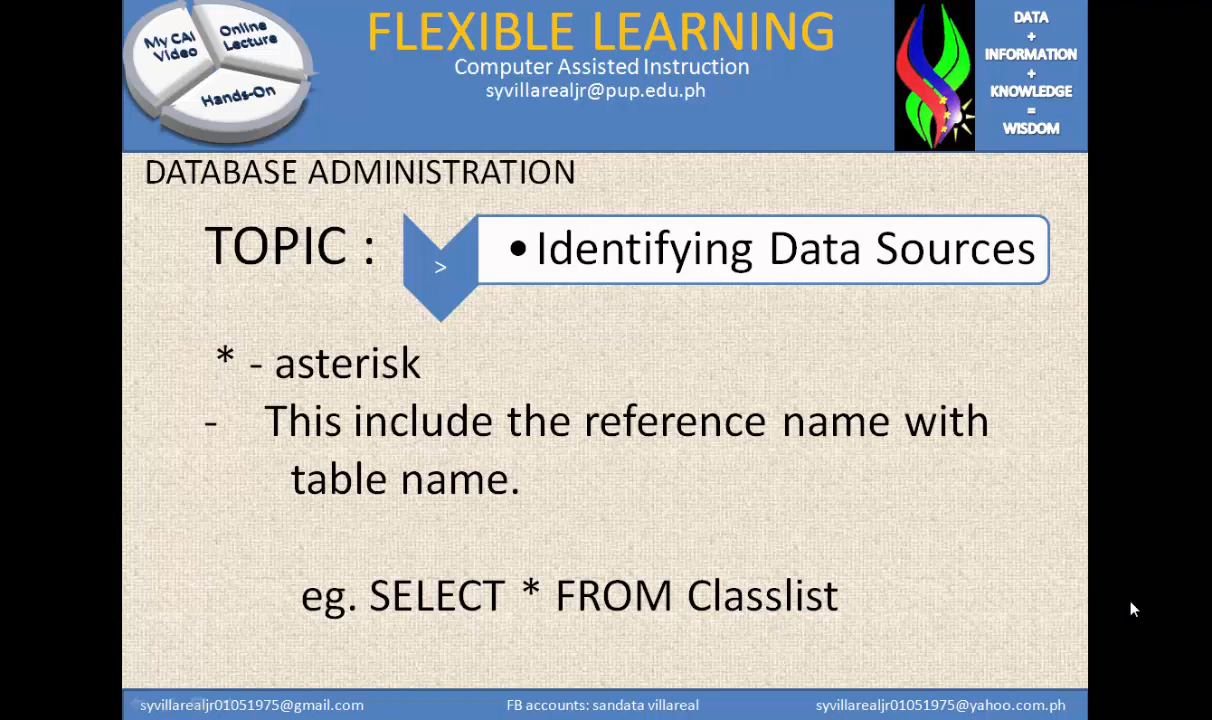 My CAI
Video
Online
Lecture
Hands-On
FLEXIBLE LEARNING
Computer Assisted Instruction
syvillarealjr@pup.edu.ph
DATA
+
INFORMATION
+
KNOWLEDGE
=
WISDOM
DATABASE ADMINISTRATION
TOPIC :
>
•Identifying Data Sources
* - asterisk
- This include the reference name with
table name.
eg. SELECT * FROM Classlist
syvillarealjr01051975@gmail.com
FB accounts: sandata villareal
syvillarealjr01051975@yahoo.com.ph